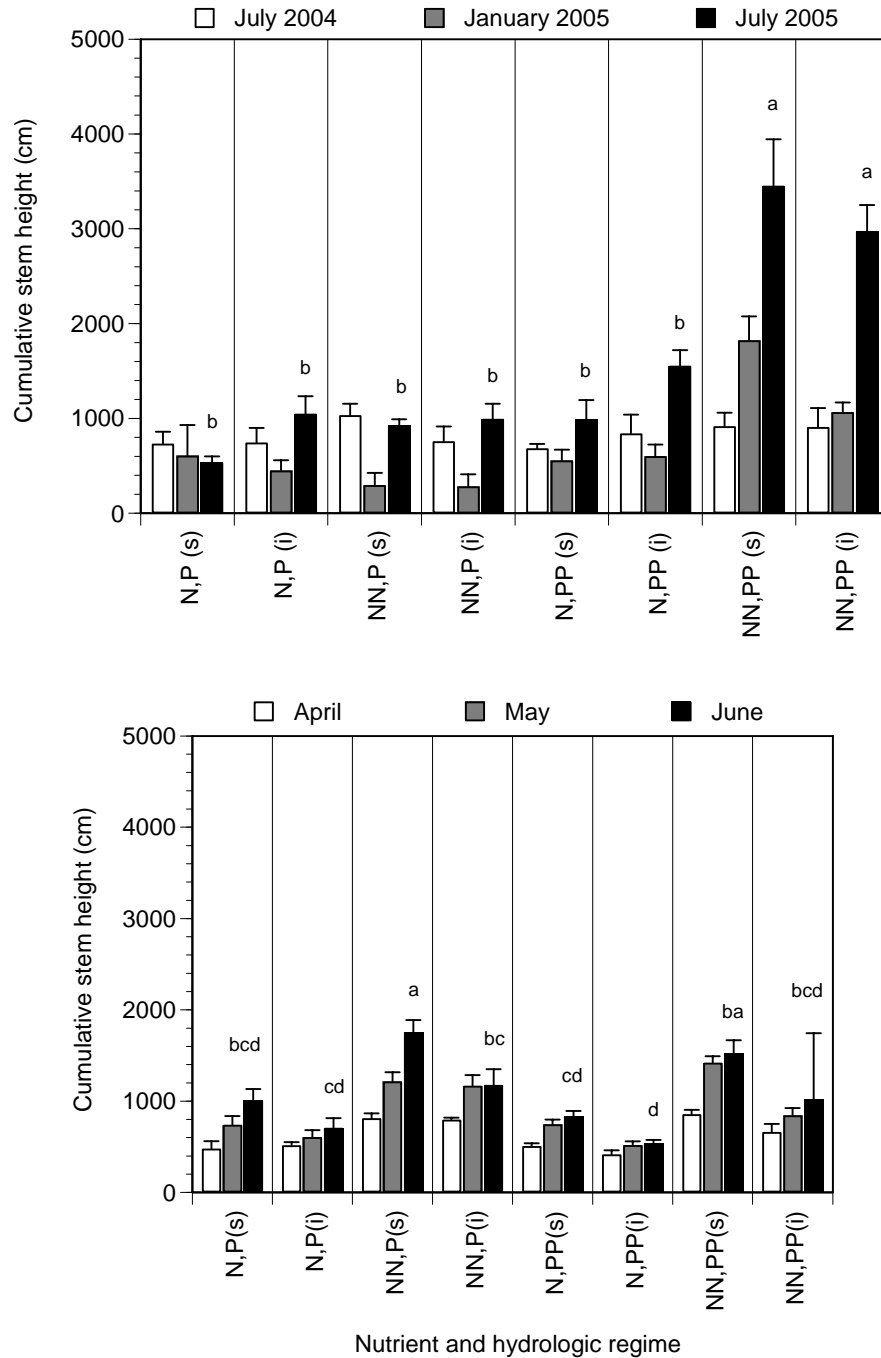 July 2004 January 2005 July 2005
Cumulative stem height (cm)
5000
4000
3000
2000
1000
0
b b b b b b a a
N,P (s) N,P (i) NN,P (s) NN,P (i) N,PP (s) N,PP (i) NN,PP (s) NN,PP (i)
April May June
Cumulative stem height (cm)
5000
4000
3000
2000
1000
0
bcd cd a bc cd d ba bcd
N,P(s) N,P(i) NN,P(s) NN,P(i) N,PP(s) N,PP(i) NN,PP(s) NN,PP(i)
Nutrient and hydrologic regime